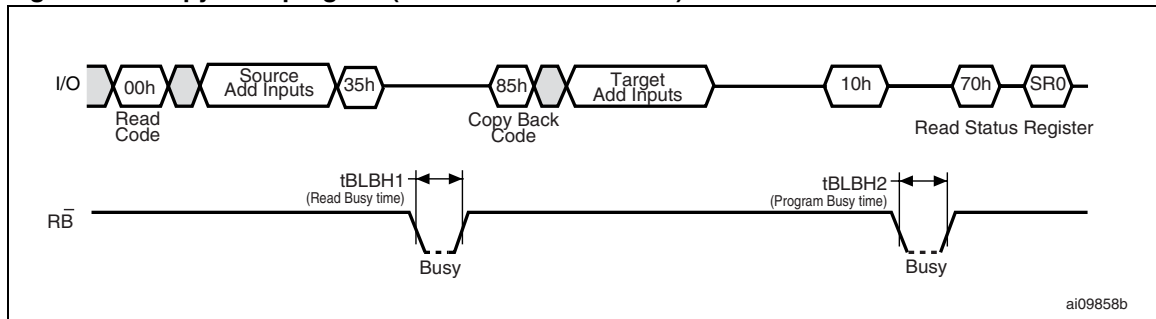 I/O
00h
Source
Add Inputs
35h
85h
Target
Add Inputs
10h
70h
SR0
Read
Code
Copy Back
Code
Read Status Register
tBLBH1
(Read Busy time)
tBLBH2
(Program Busy time)
RB̅
Busy
Busy
ai09858b